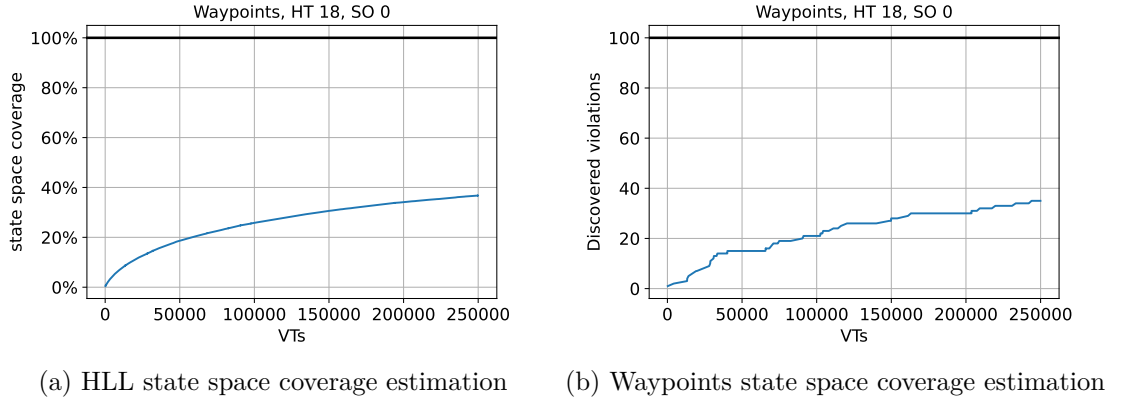 Waypoints, HT 18, SO 0
100%
80%
60%
40%
20%
0%
state space coverage
0 50000 100000 150000 200000 250000
VTs
(a) HLL state space coverage estimation
Waypoints, HT 18, SO 0
100
80
60
40
20
0
Discovered violations
0 50000 100000 150000 200000 250000
VTs
(b) Waypoints state space coverage estimation